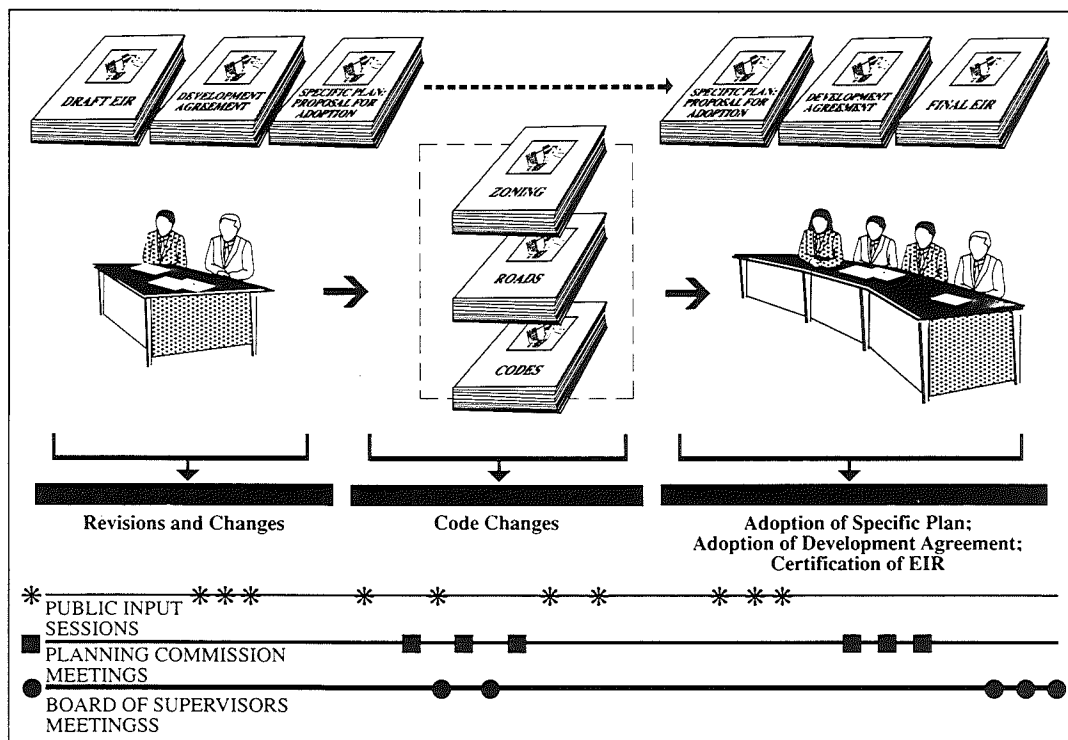 DRAFT EIR
DEVELOPMENT
AGREEMENT
SPECIFIC PLAN:
PROPOSAL FOR
ADOPTION
SPECIFIC PLAN:
PROPOSAL FOR
ADOPTION
DEVELOPMENT
AGREEMENT
FINAL EIR
ZONING
ROADS
CODES
Revisions and Changes
Code Changes
Adoption of Specific Plan;
Adoption of Development Agreement;
Certification of EIR
PUBLIC INPUT
SESSIONS
PLANNING COMMISSION
MEETINGS
BOARD OF SUPERVISORS
MEETINGSS